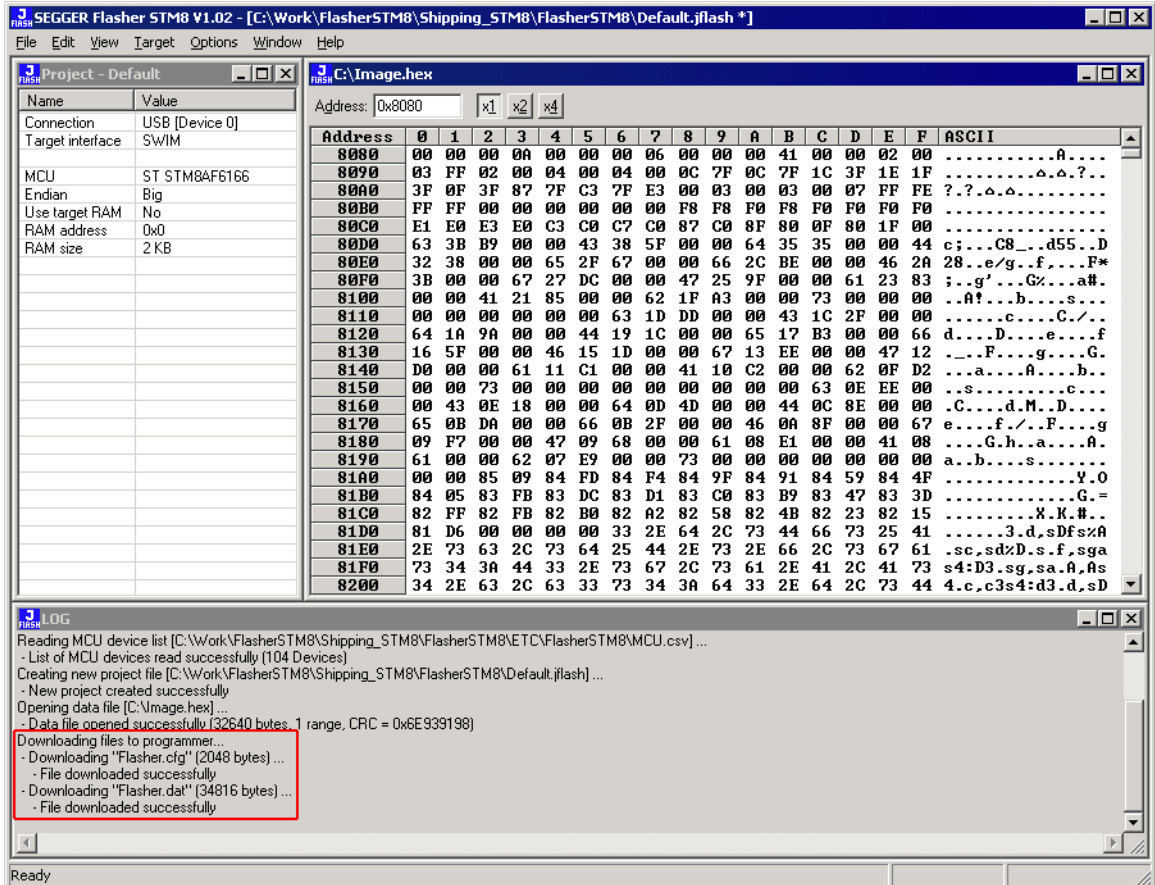 SEGGER Flasher STM8 V1.02 - [C:\Work\FlasherSTM8\Shipping_STM8\FlasherSTM8\Default.jflash *]
File Edit View Target Options Window Help
Project - Default
Name Value
Connection USB [Device 0]
Target interface SWIM
MCU ST STM8AF6166
Endian Big
Use target RAM No
RAM address 0x0
RAM size 2 KB
C:\Image.hex
Address: 0x8080 x1 x2 x4
Address 0 1 2 3 4 5 6 7 8 9 A B C D E F ASCII
8080 00 00 00 0A 00 00 00 06 00 00 00 41 00 00 02 00 ...........A....
8090 03 FF 02 00 04 00 04 00 0C 7F 0C 7F 1C 3F 1E 1F .........⌂.⌂.?..
80A0 3F 0F 3F 87 7F C3 7F E3 00 03 00 03 00 07 FF FE ?.?.⌂.⌂.........
80B0 FF FF 00 00 00 00 00 00 F8 F8 F0 F8 F0 F0 F0 F0 ................
80C0 E1 E0 E3 E0 C3 C0 C7 C0 87 C0 8F 80 0F 80 1F 00 ................
80D0 63 3B B9 00 00 43 38 5F 00 00 64 35 35 00 00 44 c;...C8_..d55..D
80E0 32 38 00 00 65 2F 67 00 00 66 2C BE 00 00 46 2A 28..e/g..f,...F*
80F0 3B 00 00 67 27 DC 00 00 47 25 9F 00 00 61 23 83 ;..g'...G%...a#.
8100 00 00 41 21 85 00 00 62 1F A3 00 00 73 00 00 00 ..A!...b....s...
8110 00 00 00 00 00 00 00 63 1D DD 00 00 43 1C 2F 00 00 .......c....C./..
8120 64 1A 9A 00 00 44 19 1C 00 00 65 17 B3 00 00 66 d....D....e....f
8130 16 5F 00 00 46 15 1D 00 00 67 13 EE 00 00 47 12 ._..F....g....G.
8140 D0 00 00 61 11 C1 00 00 41 10 C2 00 00 62 0F D2 ...a....A....b..
8150 00 00 73 00 00 00 00 00 00 00 00 00 63 0E EE 00 ..s.........c...
8160 00 43 0E 18 00 00 64 0D 4D 00 00 44 0C 8E 00 00 .C....d.M..D....
8170 65 0B DA 00 00 66 0B 2F 00 00 46 0A 8F 00 00 67 e....f./..F....g
8180 09 F7 00 00 47 09 68 00 00 61 08 E1 00 00 41 08 ....G.h..a....A.
8190 61 00 00 62 07 E9 00 00 73 00 00 00 00 00 00 00 a..b....s.......
81A0 00 00 85 09 84 FD 84 F4 84 9F 84 91 84 59 84 4F .............Y.O
81B0 84 05 83 FB 83 DC 83 D1 83 C0 83 B9 83 47 83 3D .............G.=
81C0 82 FF 82 FB 82 B0 82 A2 82 58 82 4B 82 23 82 15 .........X.K.#..
81D0 81 D6 00 00 00 00 33 2E 64 2C 73 44 66 73 25 41 ......3.d,sDfs%A
81E0 2E 73 63 2C 73 64 25 44 2E 73 2E 66 2C 73 67 61 .sc,sd%D.s.f,sga
81F0 73 34 3A 44 33 2E 73 67 2C 73 61 2E 41 2C 41 73 s4:D3.sg,sa.A,As
8200 34 2E 63 2C 63 33 73 34 3A 64 33 2E 64 2C 73 44 4.c,c3s4:d3.d,sD
LOG
Reading MCU device list [C:\Work\FlasherSTM8\Shipping_STM8\FlasherSTM8\ETC\FlasherSTM8\MCU.csv] ...
- List of MCU devices read successfully (104 Devices)
Creating new project file [C:\Work\FlasherSTM8\Shipping_STM8\FlasherSTM8\Default.jflash] ...
- New project created successfully
Opening data file [C:\Image.hex] ...
- Data file opened successfully (32640 bytes, 1 range, CRC = 0x6E939198)
Downloading files to programmer...
- Downloading "Flasher.cfg" (2048 bytes) ...
- File downloaded successfully
- Downloading "Flasher.dat" (34816 bytes) ...
- File downloaded successfully
Ready